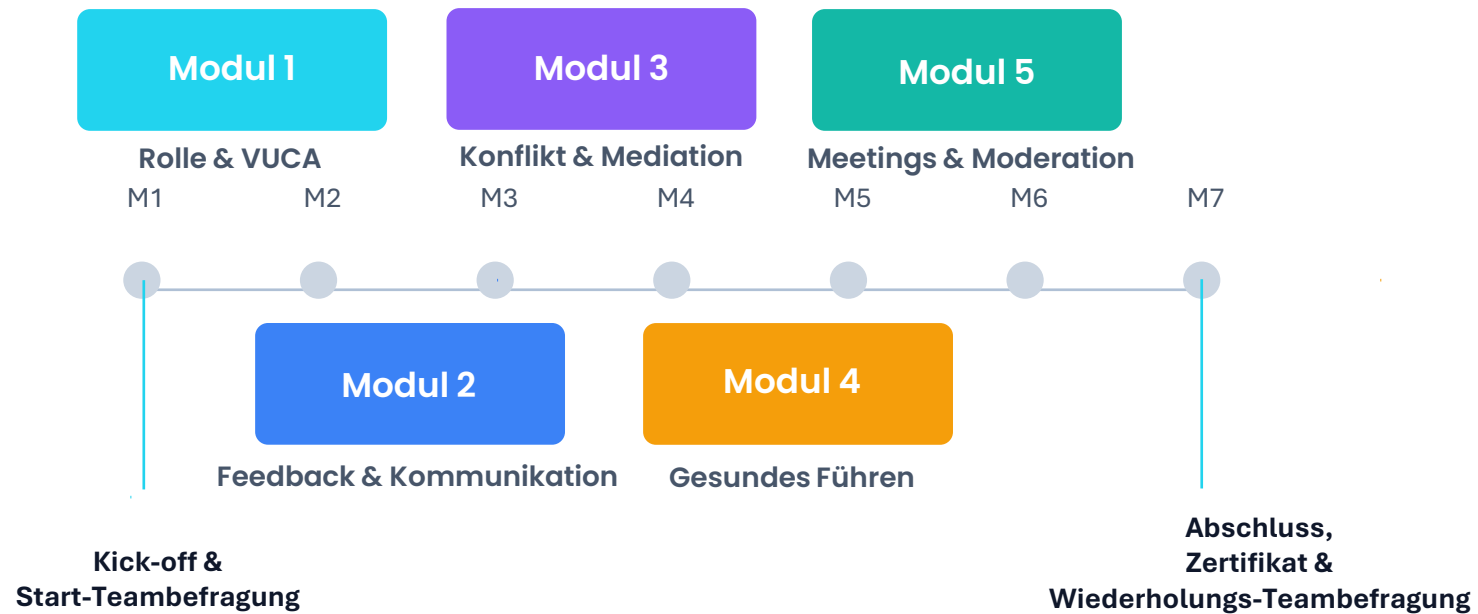 Modul 1
Modul 3
Modul 5
Rolle & VUCA
Konflikt & Mediation
Meetings & Moderation
M1
M2
M3
M4
M5
M6
M7
Modul 2
Modul 4
Feedback & Kommunikation
Gesundes Führen
Kick-off &
Start-Teambefragung
Abschluss,
Zertifikat &
Wiederholungs-Teambefragung